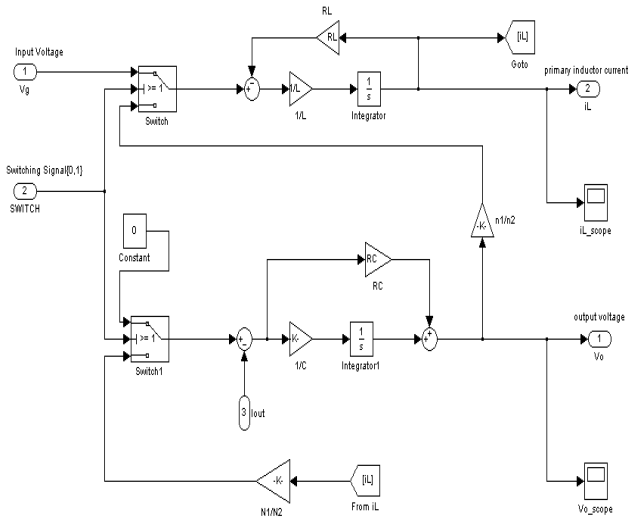 RL
Input Voltage
1
Vg
>= 1
Switch
RL
[iL]
Goto
1/L
1/L
1
s
Integrator
primary inductor current
2
iL
Switching Signal{0,1}
2
SWITCH
iL_scope
-K-
n1/n2
0
Constant
RC
RC
>= 1
Switch1
K-
1/C
1
s
Integrator1
output voltage
1
Vo
3
Iout
-K-
N1/N2
[iL]
From iL
Vo_scope